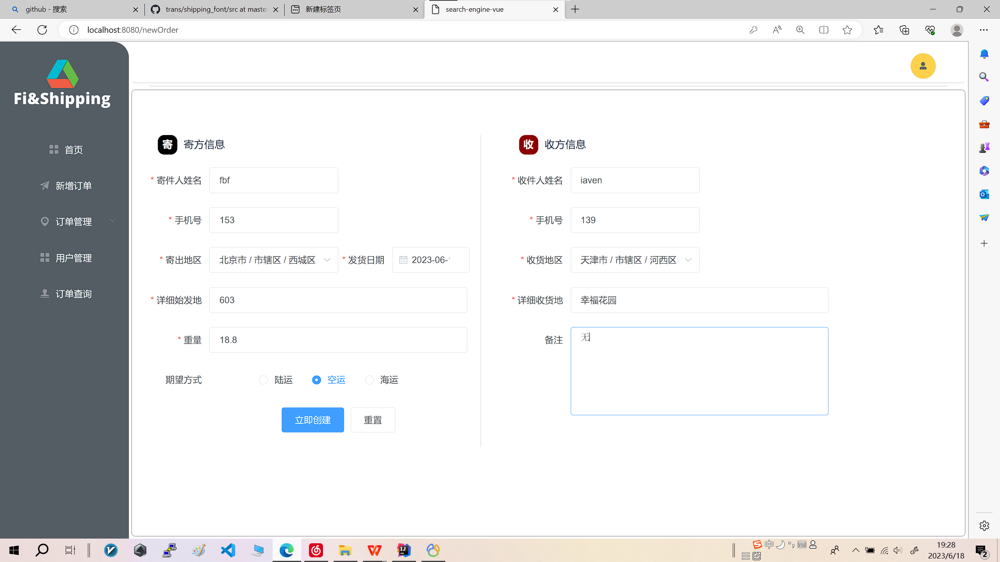 github - 搜索
trans/shipping_font/src at master
新建标签页
search-engine-vue
localhost:8080/newOrder
Fi&Shipping
首页
新增订单
订单管理
用户管理
订单查询
寄 寄方信息
收 收方信息
* 寄件人姓名 fbf
* 收件人姓名 iaven
* 手机号 153
* 手机号 139
* 寄出地区 北京市 / 市辖区 / 西城区 * 发货日期 2023-06-
* 收货地区 天津市 / 市辖区 / 河西区
* 详细始发地 603
* 详细收货地 幸福花园
* 重量 18.8
备注 无
期望方式 陆运 空运 海运
立即创建 重置
中
19:28
2023/6/18
2